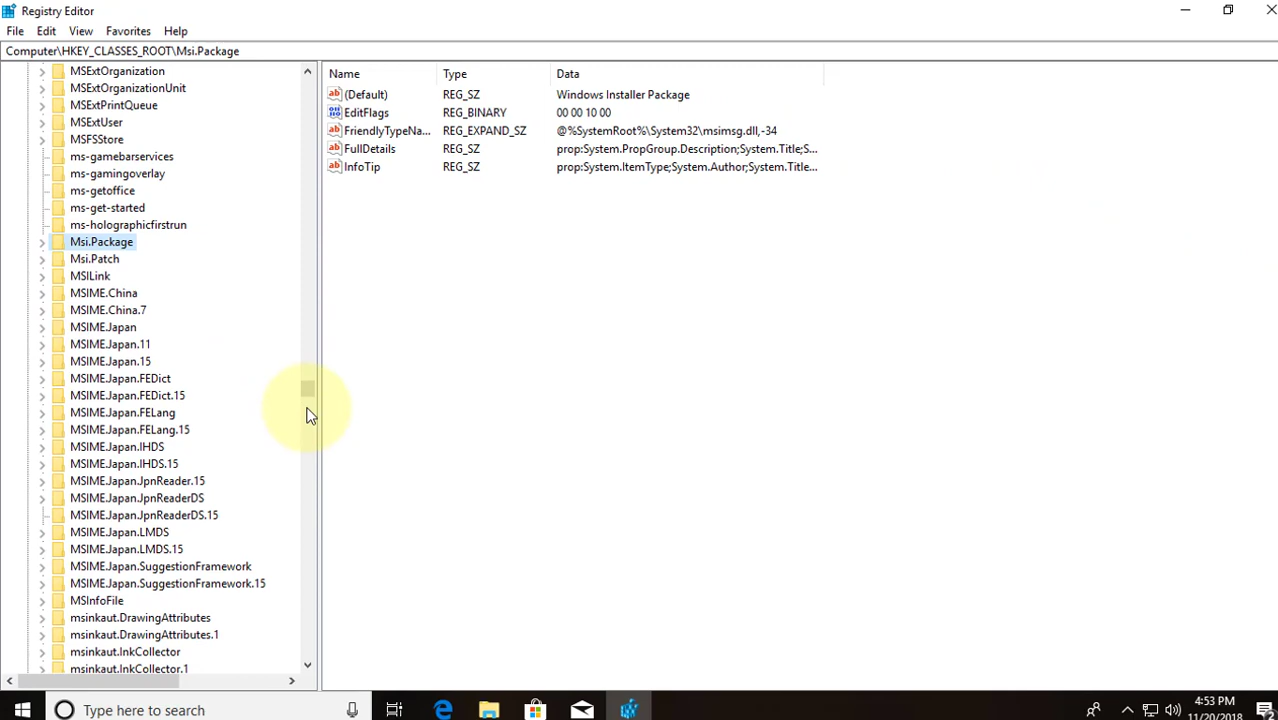 Registry Editor
File Edit View Favorites Help
Computer\HKEY_CLASSES_ROOT\Msi.Package
MSExtOrganization
MSExtOrganizationUnit
MSExtPrintQueue
MSExtUser
MSFSStore
ms-gamebarservices
ms-gamingoverlay
ms-getoffice
ms-get-started
ms-holographicfirstrun
Msi.Package
Msi.Patch
MSILink
MSIME.China
MSIME.China.7
MSIME.Japan
MSIME.Japan.11
MSIME.Japan.15
MSIME.Japan.FEDict
MSIME.Japan.FEDict.15
MSIME.Japan.FELang
MSIME.Japan.FELang.15
MSIME.Japan.IHDS
MSIME.Japan.IHDS.15
MSIME.Japan.JpnReader.15
MSIME.Japan.JpnReaderDS
MSIME.Japan.JpnReaderDS.15
MSIME.Japan.LMDS
MSIME.Japan.LMDS.15
MSIME.Japan.SuggestionFramework
MSIME.Japan.SuggestionFramework.15
MSInfoFile
msinkaut.DrawingAttributes
msinkaut.DrawingAttributes.1
msinkaut.InkCollector
msinkaut.InkCollector.1
Name Type Data
(Default) REG_SZ Windows Installer Package
EditFlags REG_BINARY 00 00 10 00
FriendlyTypeNa... REG_EXPAND_SZ @%SystemRoot%\System32\msimsg.dll,-34
FullDetails REG_SZ prop:System.PropGroup.Description;System.Title;S...
InfoTip REG_SZ prop:System.ItemType;System.Author;System.Title...
Type here to search
4:53 PM
11/20/2018